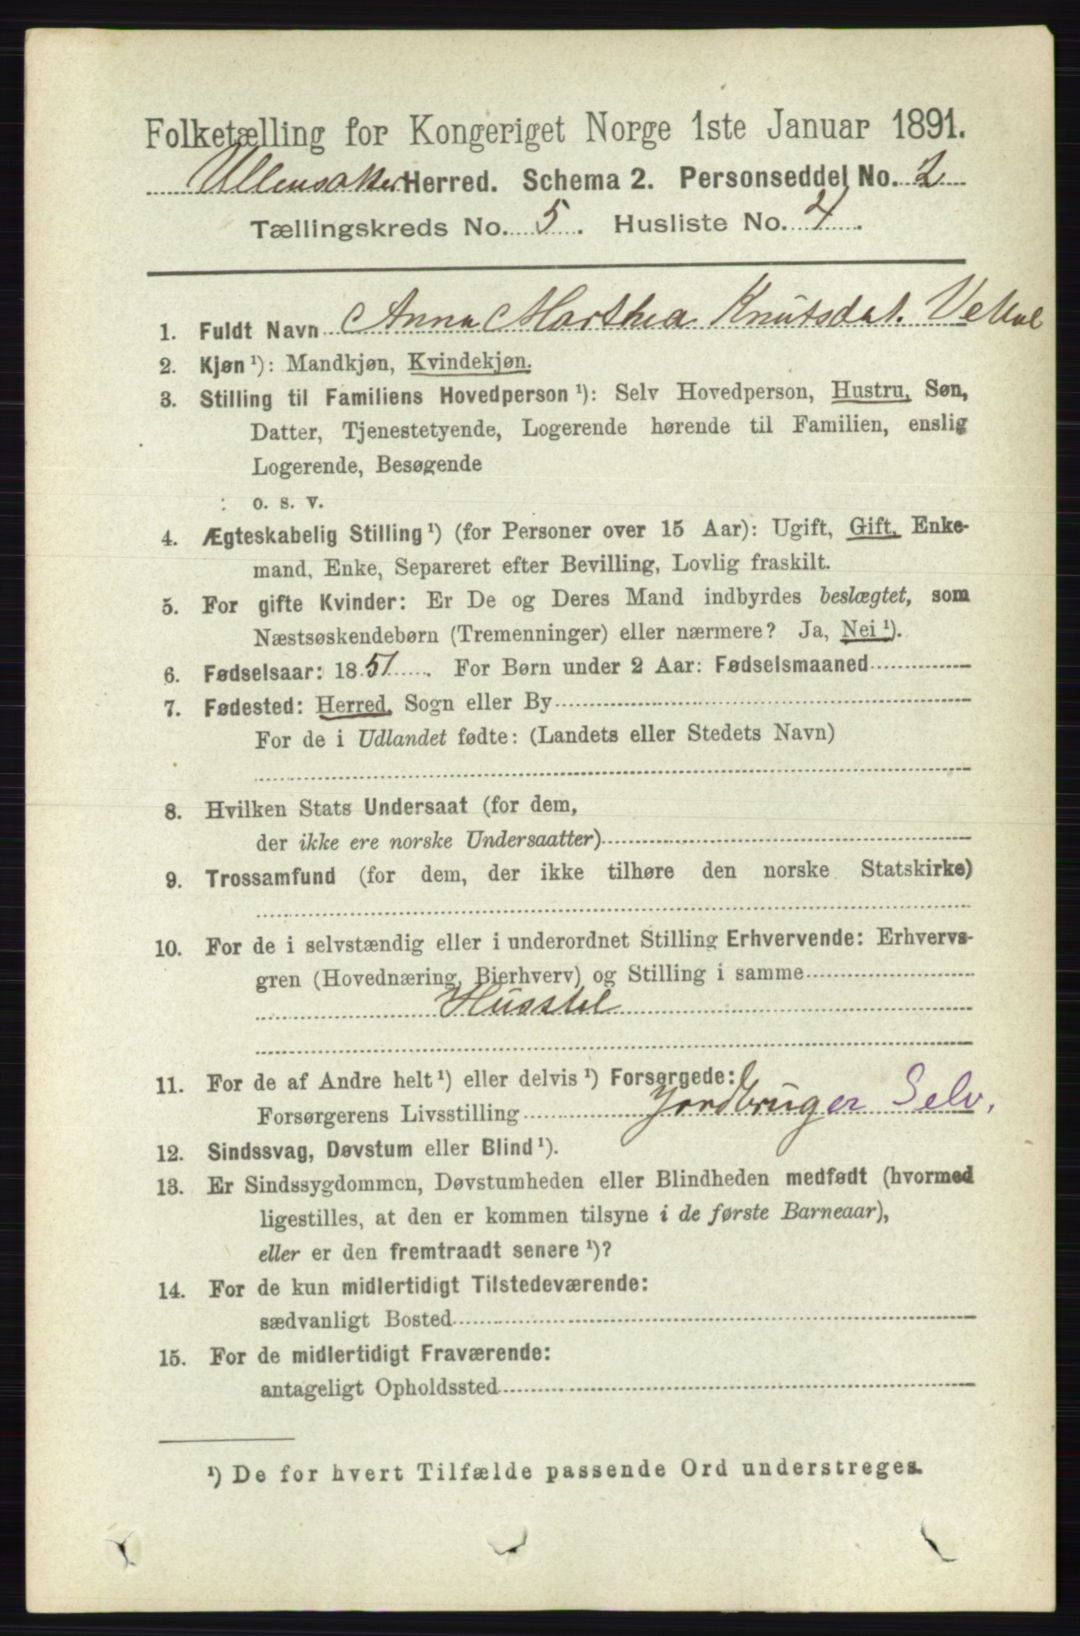 Folketælling for Kongeriget Norge 1ste Januar 1891.
Ullensaker Herred. Schema 2. Personseddel No. 2
Tællingskreds No. 5. Husliste No. 4.
1. Fuldt Navn Anna Marthea Knutsdat.
2. Kjøn ¹): Mandkjøn, Kvindekjøn.
3. Stilling til Familiens Hovedperson ¹): Selv Hovedperson, Hustru, Søn,
Datter, Tjenestetyende, Logerende hørende til Familien, enslig
Logerende, Besøgende
o. s. v.
4. Ægteskabelig Stilling ¹) (for Personer over 15 Aar): Ugift, Gift, Enke-
mand, Enke, Separeret efter Bevilling, Lovlig fraskilt.
5. For gifte Kvinder: Er De og Deres Mand indbyrdes beslægtet, som
Næstsøskendebørn (Tremenninger) eller nærmere? Ja, Nei ¹).
6. Fødselsaar: 1851. For Børn under 2 Aar: Fødselsmaaned
7. Fødested: Herred, Sogn eller By
For de i Udlandet fødte: (Landets eller Stedets Navn)
8. Hvilken Stats Undersaat (for dem,
der ikke ere norske Undersaatter)
9. Trossamfund (for dem, der ikke tilhøre den norske Statskirke)
10. For de i selvstændig eller i underordnet Stilling Erhvervende: Erhvervs-
gren (Hovednæring, Bierhverv) og Stilling i samme
Husstel
11. For de af Andre helt ¹) eller delvis ¹) Forsørgede:
Forsørgerens Livsstilling Jordbruger Selv.
12. Sindssvag, Døvstum eller Blind ¹).
13. Er Sindssygdommen, Døvstumheden eller Blindheden medfødt (hvormed
ligestilles, at den er kommen tilsyne i de første Barneaar),
eller er den fremtraadt senere ¹)?
14. For de kun midlertidigt Tilstedeværende:
sædvanligt Bosted
15. For de midlertidigt Fraværende:
antageligt Opholdssted
¹) De for hvert Tilfælde passende Ord understreges.